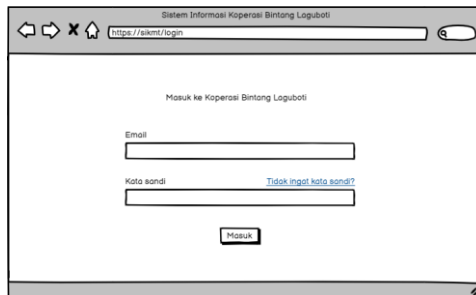 Sistem Informasi Koperasi Bintang Laguboti
https://sikmt/login
Masuk ke Koperasi Bintang Laguboti
Email
Kata sandi Tidak ingat kata sandi?
Masuk